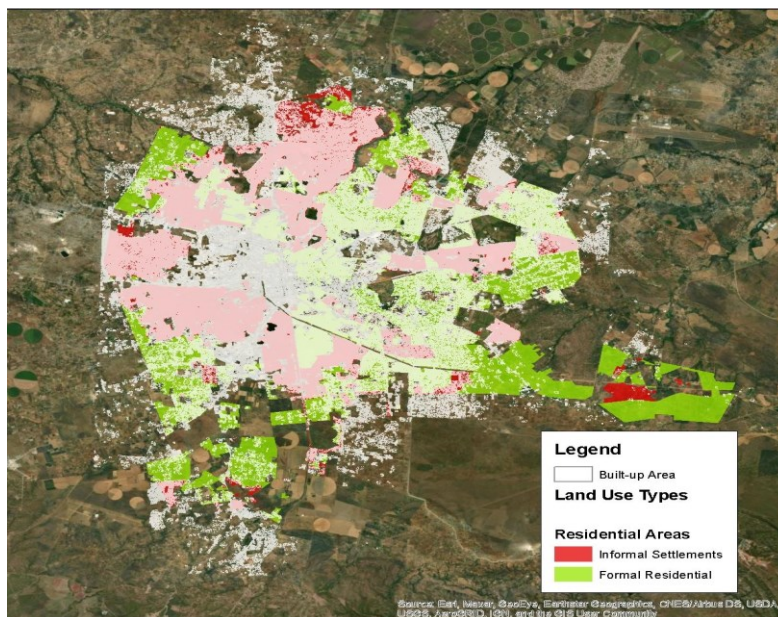 Legend
Built-up Area
Land Use Types
Residential Areas
Informal Settlements
Formal Residential
Source: Esri, Maxar, GeoEye, Earthstar Geographics, CNES/Airbus DS, USDA,
USGS, AeroGRID, IGN, and the GIS User Community